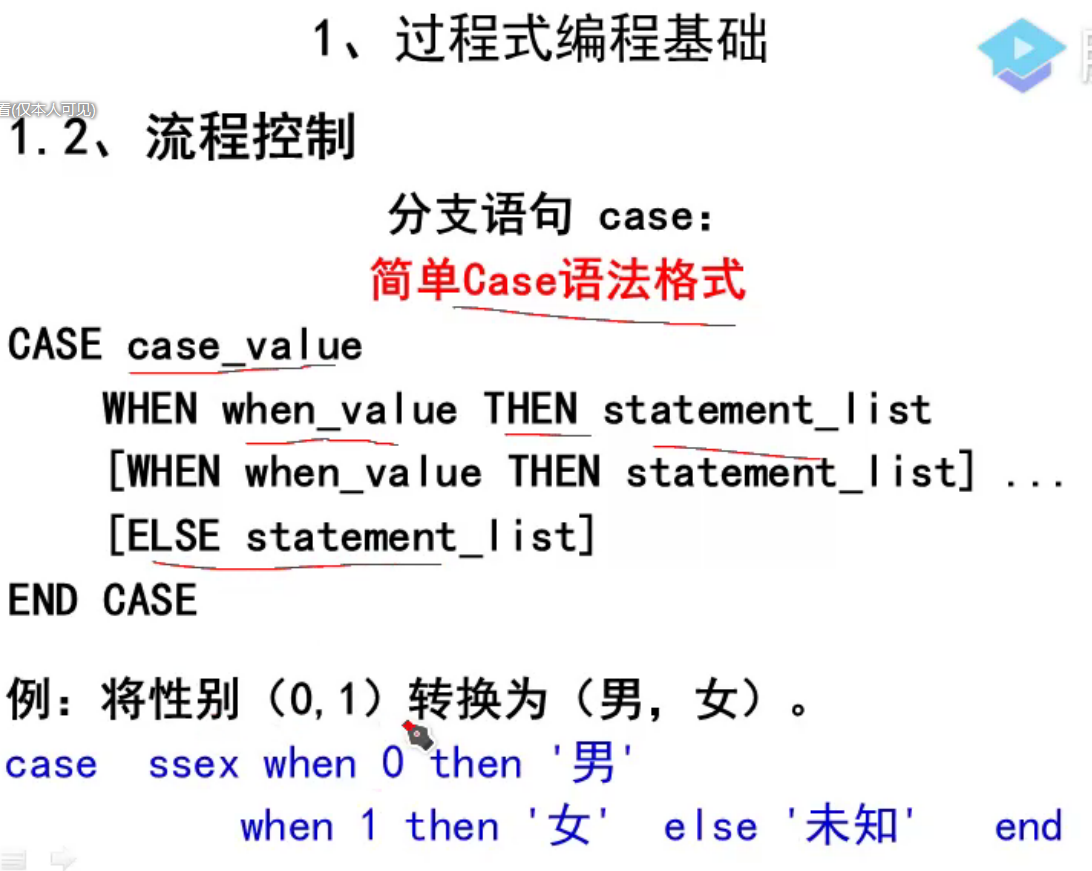 1、过程式编程基础
看(仅本人可见)
1.2、流程控制
分支语句 case：
简单Case语法格式
CASE case_value
WHEN when_value THEN statement_list
[WHEN when_value THEN statement_list] ...
[ELSE statement_list]
END CASE
例：将性别（0,1）转换为（男，女）。
case ssex when 0 then '男'
when 1 then '女' else '未知' end